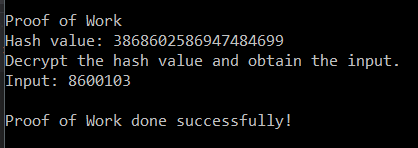 Proof of Work
Hash value: 3868602586947484699
Decrypt the hash value and obtain the input.
Input: 8600103
Proof of Work done successfully!